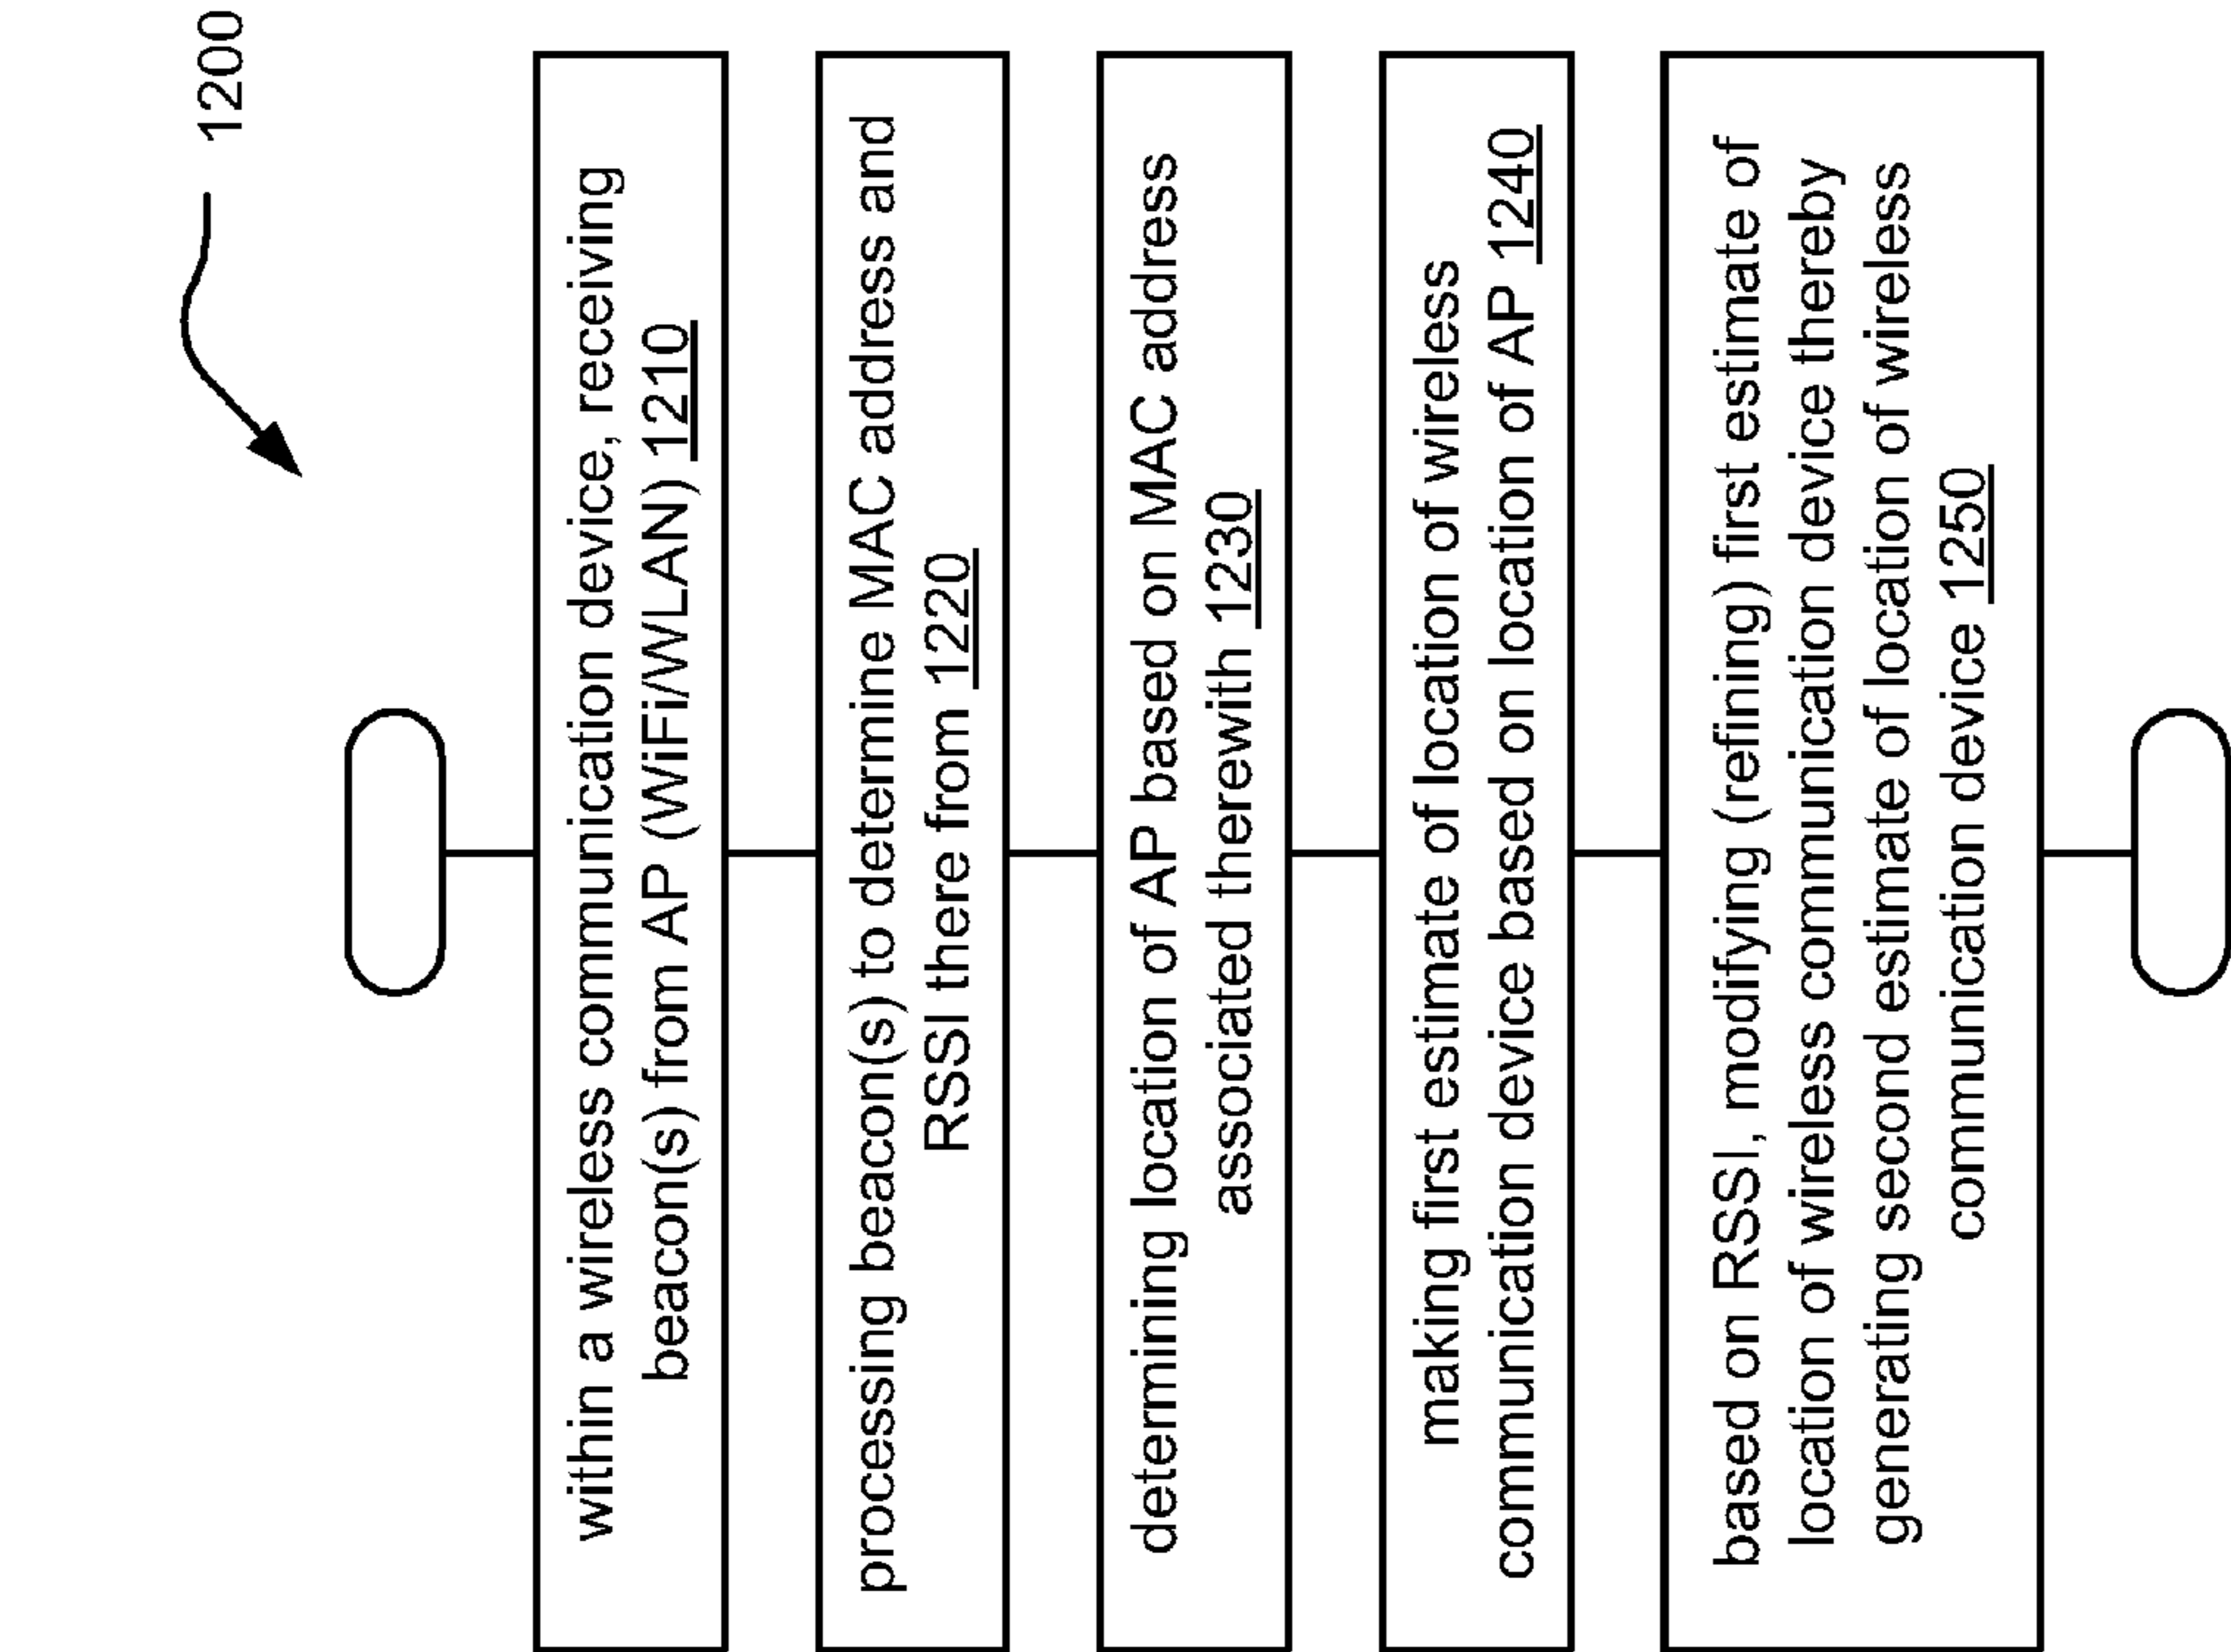 1200
within a wireless communication device, receiving
beacon(s) from AP (WiFi/WLAN) 1210
processing beacon(s) to determine MAC address and
RSSI there from 1220
determining location of AP based on MAC address
associated therewith 1230
making first estimate of location of wireless
communication device based on location of AP 1240
based on RSSI, modifying (refining) first estimate of
location of wireless communication device thereby
generating second estimate of location of wireless
communication device 1250